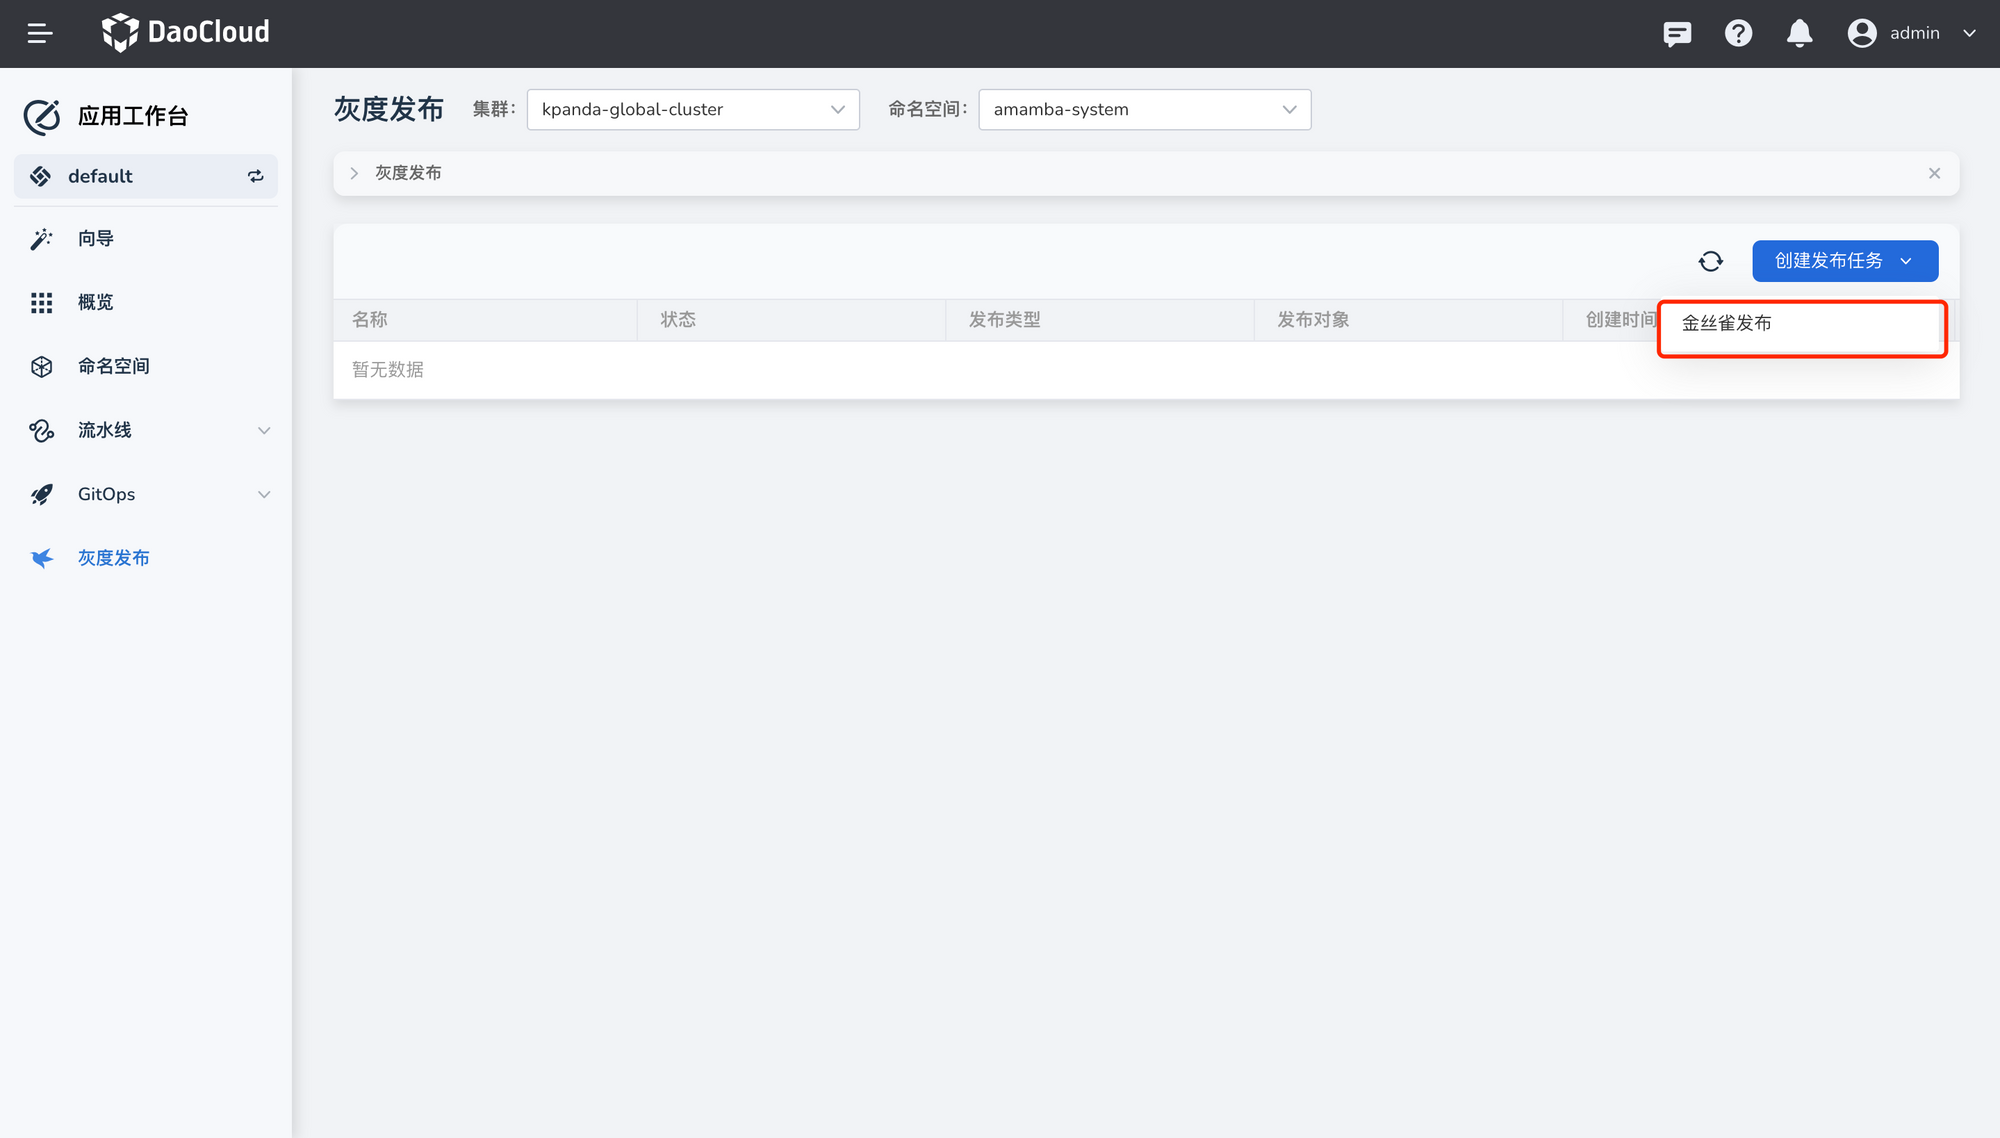 DaoCloud
admin
应用工作台
default
向导
概览
命名空间
流水线
GitOps
灰度发布
灰度发布
集群：
kpanda-global-cluster
命名空间：
amamba-system
灰度发布
创建发布任务
名称
状态
发布类型
发布对象
创建时间
金丝雀发布
暂无数据